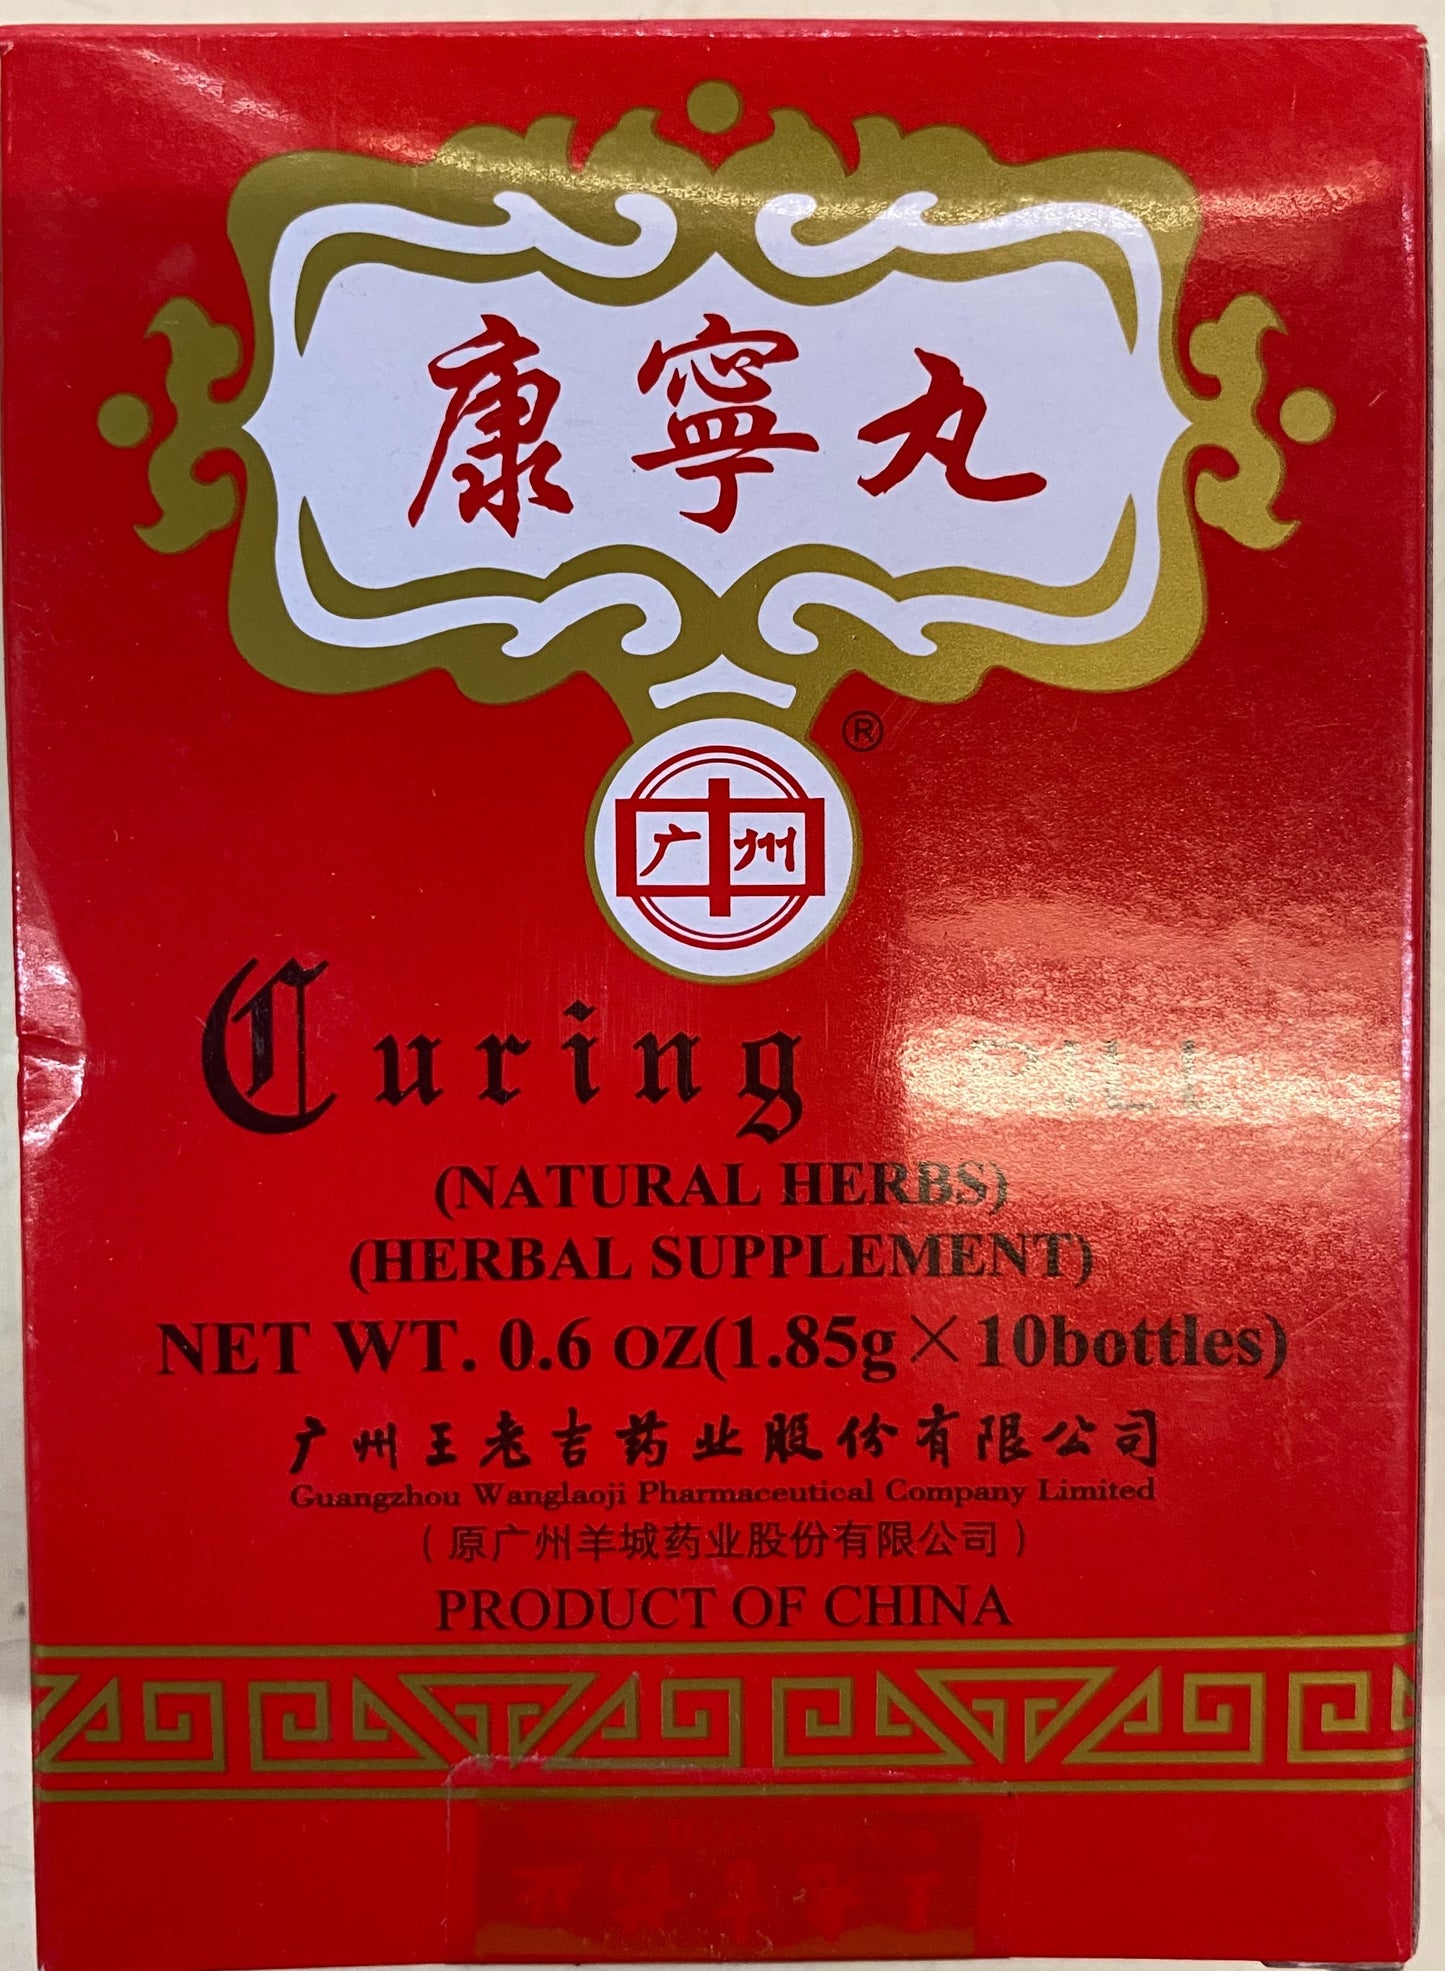 康寧丸
®
广州
Curing PILL
(NATURAL HERBS)
(HERBAL SUPPLEMENT)
NET WT. 0.6 OZ(1.85g×10bottles)
广州王老吉药业股份有限公司
Guangzhou Wanglaoji Pharmaceutical Company Limited
（原广州羊城药业股份有限公司）
PRODUCT OF CHINA